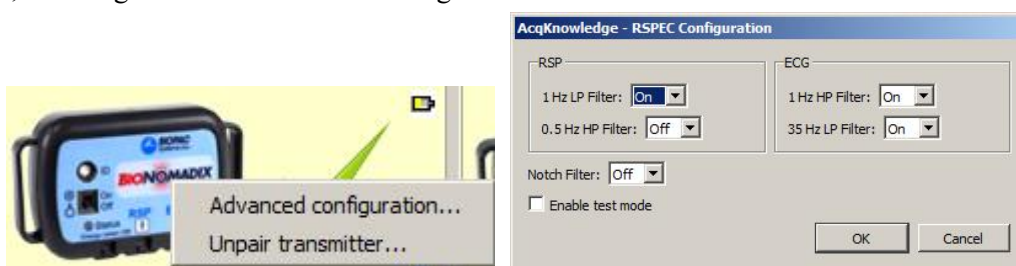 AcqKnowledge - RSPEC Configuration
RSP
1 Hz LP Filter: On
0.5 Hz HP Filter: Off
ECG
1 Hz HP Filter: On
35 Hz LP Filter: On
Notch Filter: Off
Enable test mode
OK Cancel
BIOPAC
ID
BIONOMADIX
On
Off
RSP
Status
Advanced configuration...
Unpair transmitter...